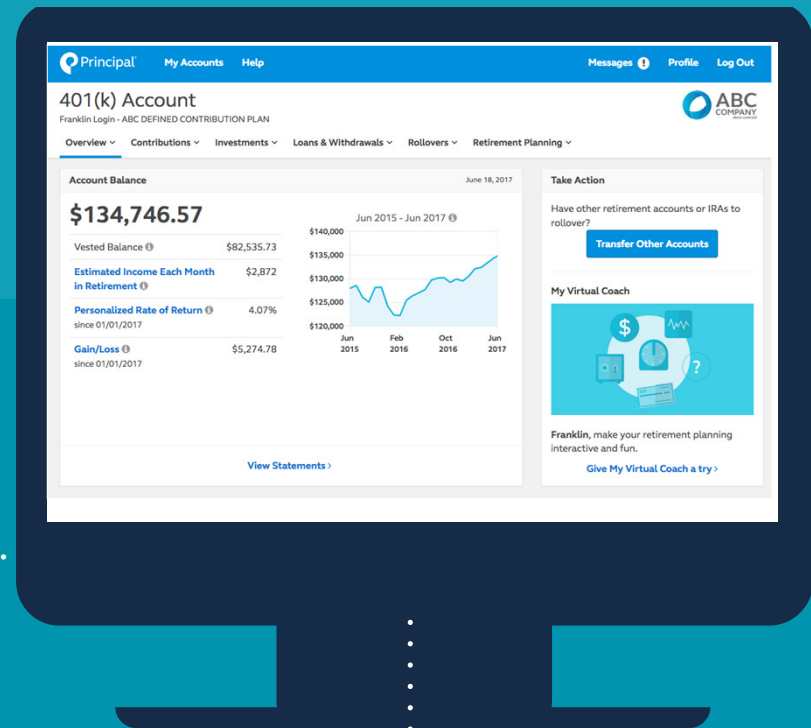 Principal
My Accounts Help
Messages ! Profile Log Out
401(k) Account
Franklin Login - ABC DEFINED CONTRIBUTION PLAN
ABC
COMPANY
Overview Contributions Investments Loans & Withdrawals Rollovers Retirement Planning
Account Balance
June 18, 2017
$134,746.57
Vested Balance $82,535.73
Estimated Income Each Month
in Retirement
$2,872
Personalized Rate of Return
since 01/01/2017
4.07%
Gain/Loss
since 01/01/2017
$5,274.78
Jun 2015 - Jun 2017
$140,000
$135,000
$130,000
$125,000
$120,000
Jun Feb Oct Jun
2015 2016 2016 2017
View Statements >
Take Action
Have other retirement accounts or IRAs to
rollover?
Transfer Other Accounts
My Virtual Coach
$
?
Franklin, make your retirement planning
interactive and fun.
Give My Virtual Coach a try >